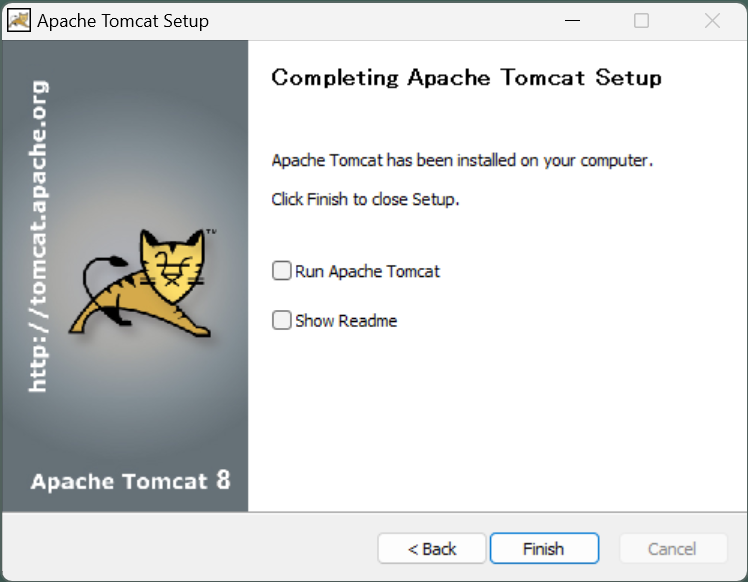 Apache Tomcat Setup
http://tomcat.apache.org
Apache Tomcat 8
Completing Apache Tomcat Setup
Apache Tomcat has been installed on your computer.
Click Finish to close Setup.
Run Apache Tomcat
Show Readme
< Back
Finish
Cancel
TM